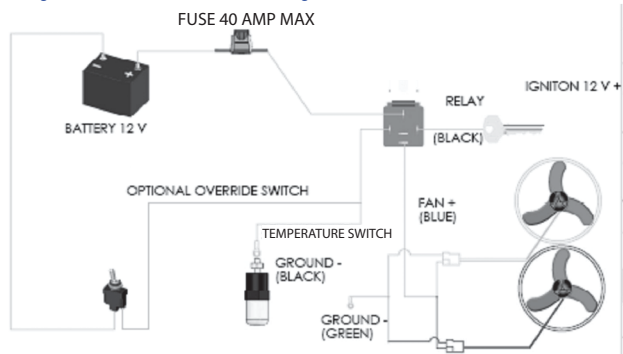 FUSE 40 AMP MAX
IGNITON 12 V +
RELAY
BATTERY 12 V
(BLACK)
OPTIONAL OVERRIDE SWITCH
FAN +
(BLUE)
TEMPERATURE SWITCH
GROUND -
(BLACK)
GROUND -
(GREEN)